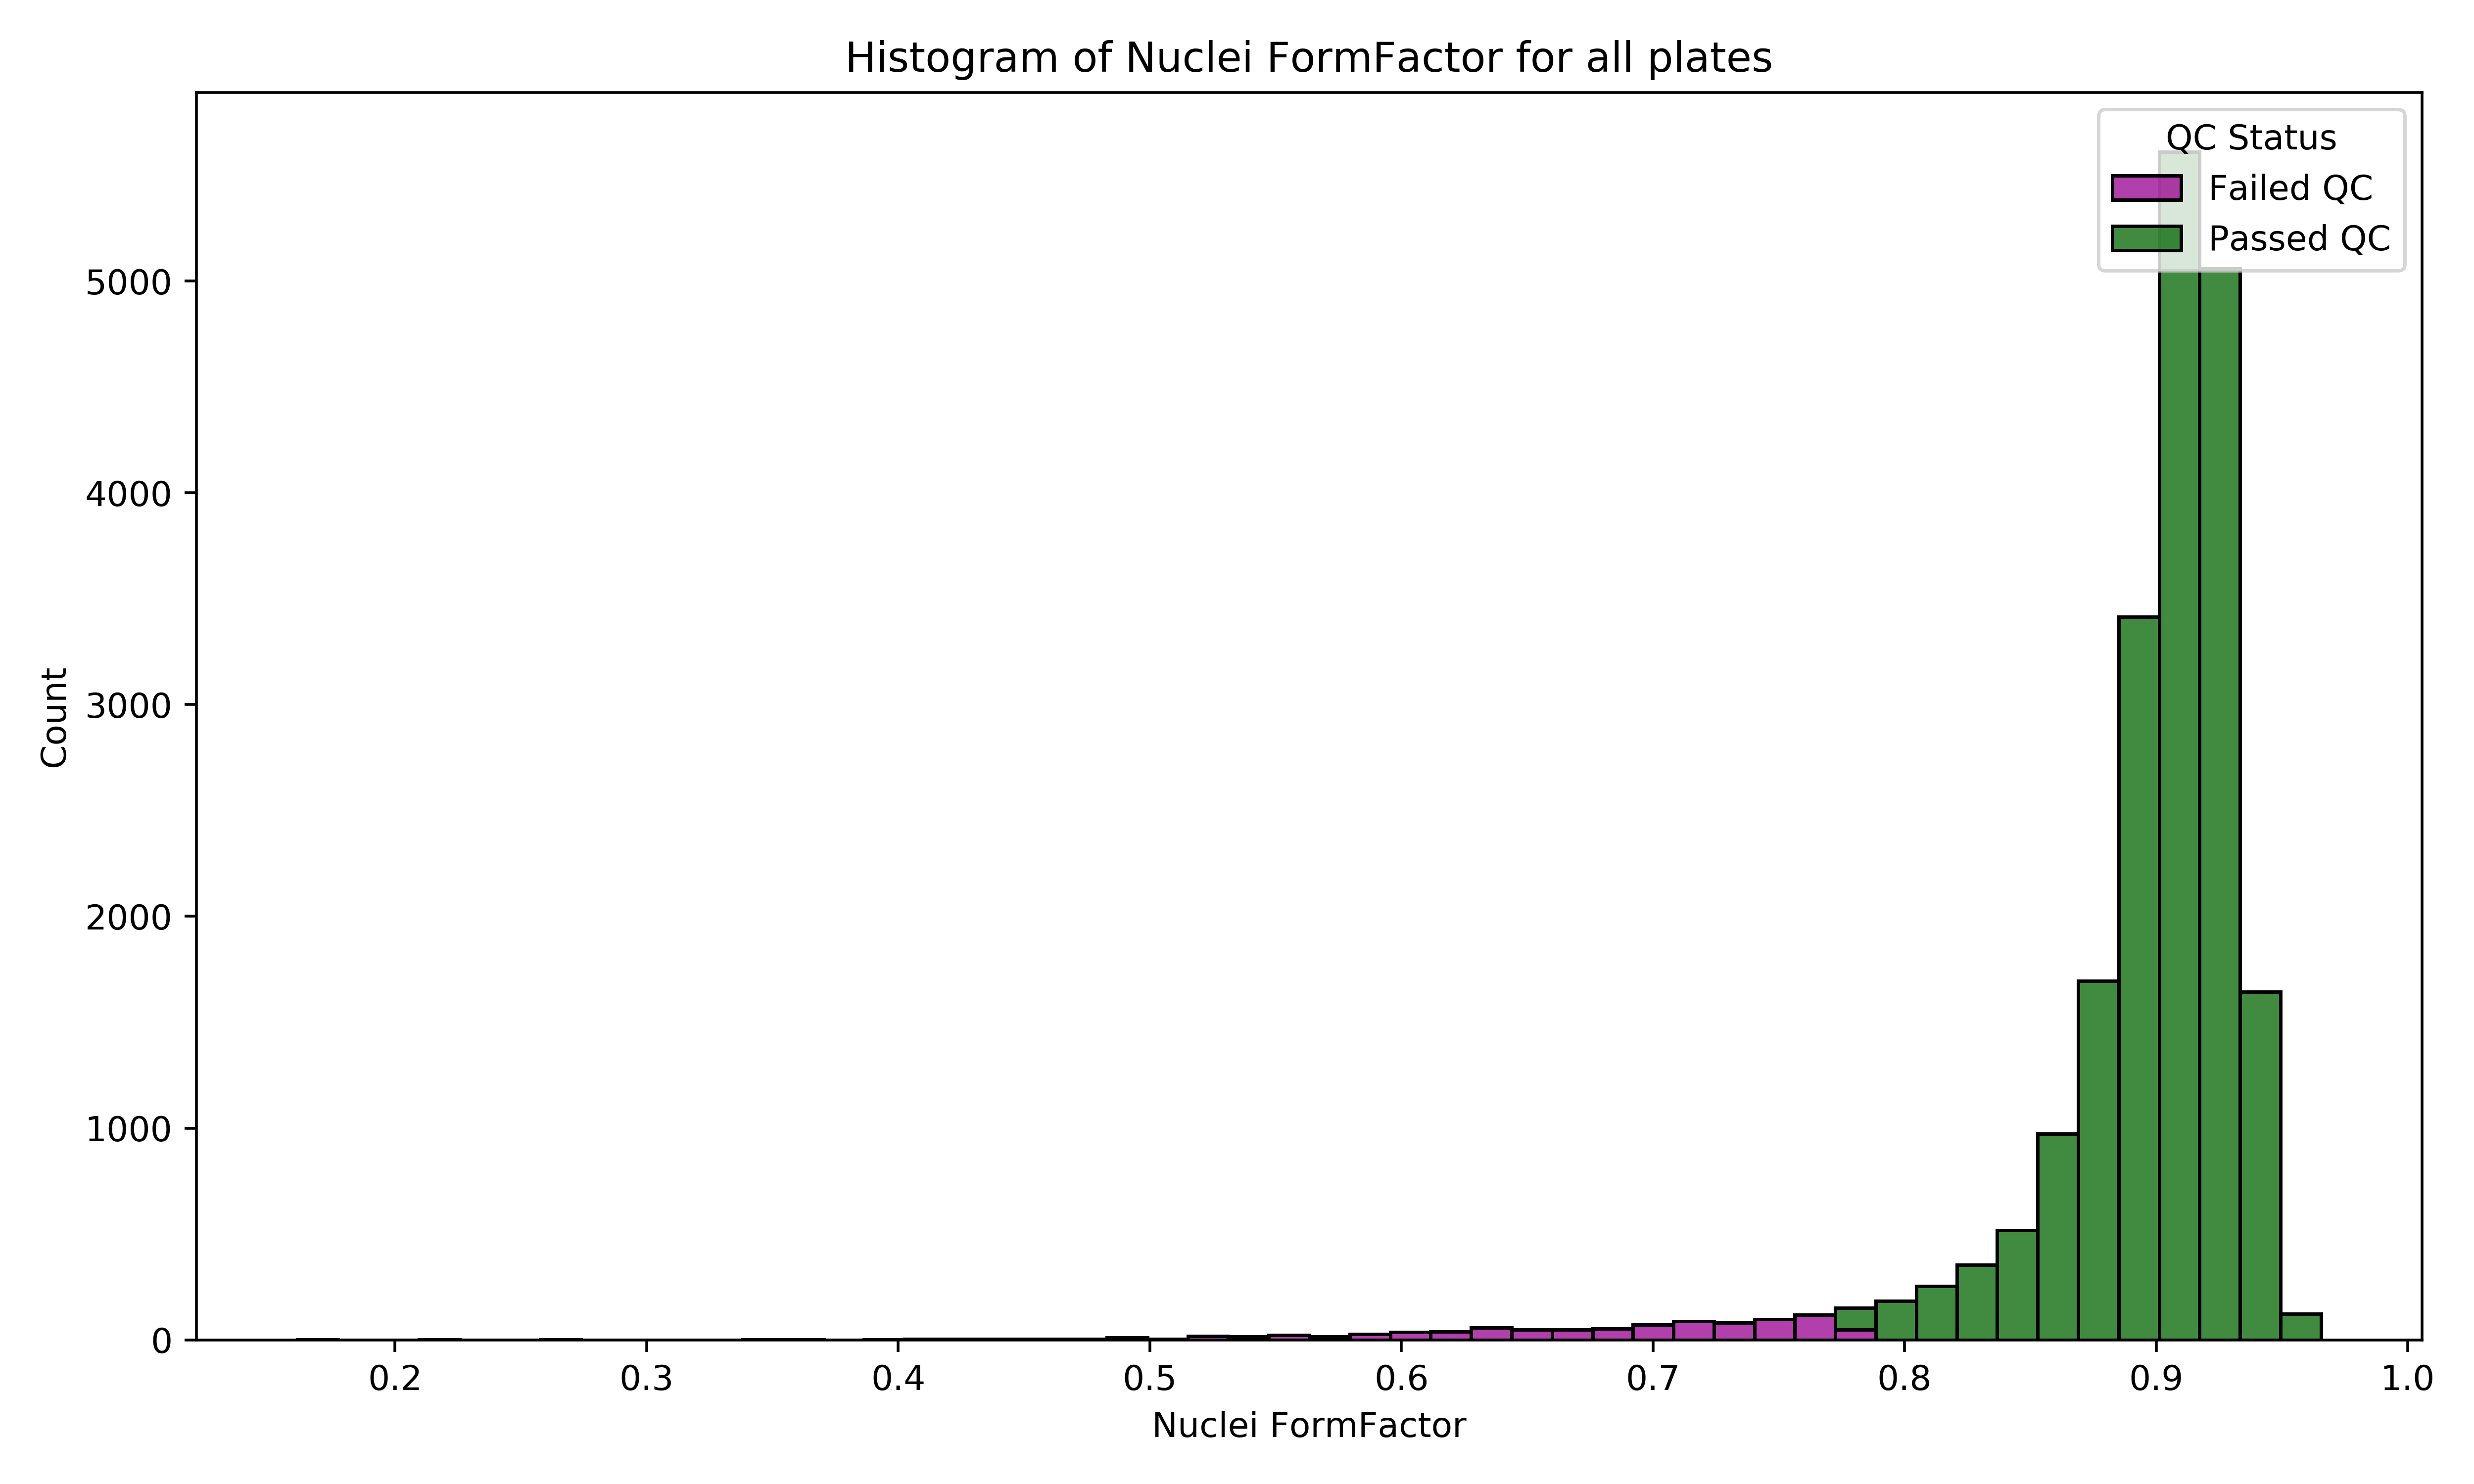 Histogram of Nuclei FormFactor for all plates
QC Status
Failed QC
Passed QC
5000
4000
3000
2000
1000
0
Count
0.2 0.3 0.4 0.5 0.6 0.7 0.8 0.9 1.0
Nuclei FormFactor